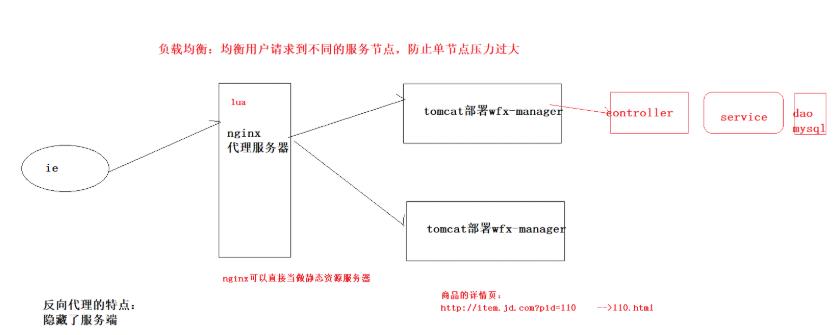 负载均衡：均衡用户请求到不同的服务节点，防止单节点压力过大
lua
nginx
代理服务器
ie
tomcat部署wfx-manager
controller
service
dao
mysql
tomcat部署wfx-manager
nginx可以直接当做静态资源服务器
商品的详情页：
http://item.jd.com?pid=110 -->110.html
反向代理的特点：
隐藏了服务端